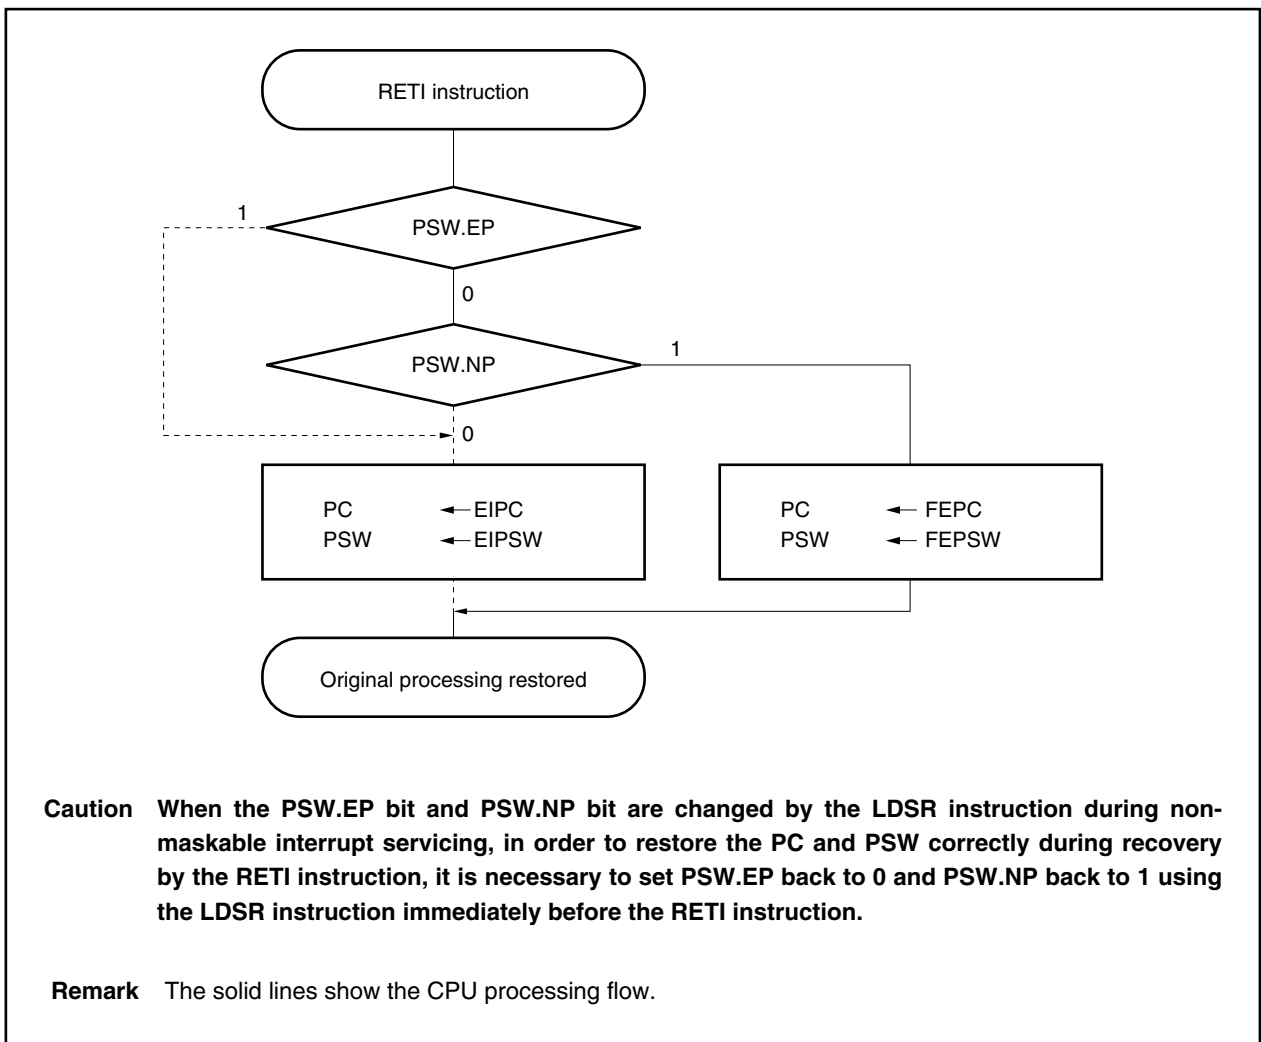 RETI instruction
1
PSW.EP
0
PSW.NP
1
0
PC ← EIPC
PSW ← EIPSW
PC ← FEPC
PSW ← FEPSW
Original processing restored
Caution When the PSW.EP bit and PSW.NP bit are changed by the LDSR instruction during non-
maskable interrupt servicing, in order to restore the PC and PSW correctly during recovery
by the RETI instruction, it is necessary to set PSW.EP back to 0 and PSW.NP back to 1 using
the LDSR instruction immediately before the RETI instruction.
Remark The solid lines show the CPU processing flow.